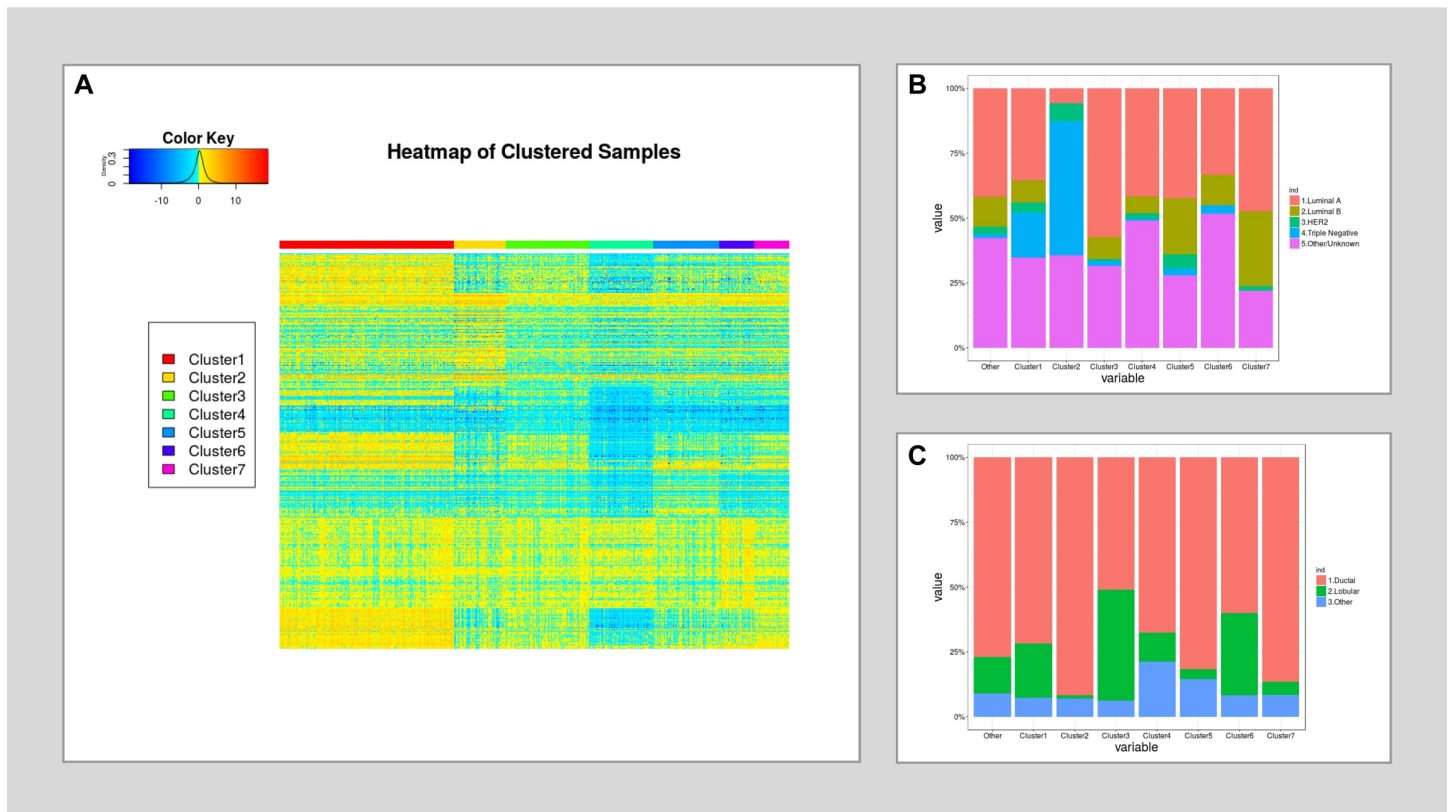 A
Color Key
Density
0 0.3
-10 0 10
Heatmap of Clustered Samples
Cluster1
Cluster2
Cluster3
Cluster4
Cluster5
Cluster6
Cluster7
B
value
100%
75%
50%
25%
0%
Other Cluster1 Cluster2 Cluster3 Cluster4 Cluster5 Cluster6 Cluster7
variable
ind
1.Luminal A
2.Luminal B
3.HER2
4.Triple Negative
5.Other/Unknown
C
value
100%
75%
50%
25%
0%
Other Cluster1 Cluster2 Cluster3 Cluster4 Cluster5 Cluster6 Cluster7
variable
ind
1.Ductal
2.Lobular
3.Other